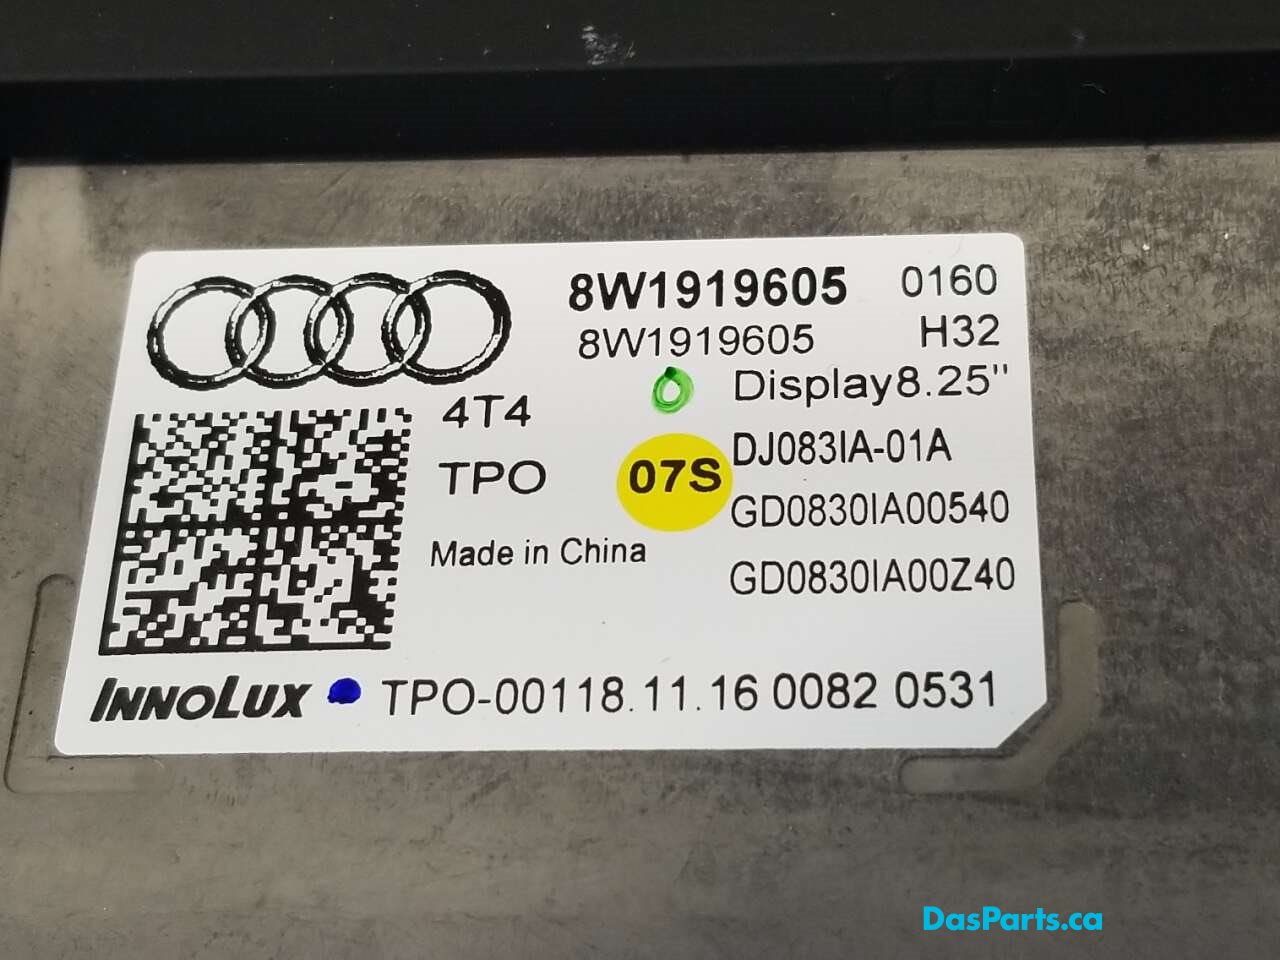 8W1919605 0160
8W1919605 H32
Display8.25"
4T4
DJ083IA-01A
TPO
07S
GD0830IA00540
Made in China
GD0830IA00Z40
INNOLUX TPO-00118.11.16 0082 0531
DasParts.ca